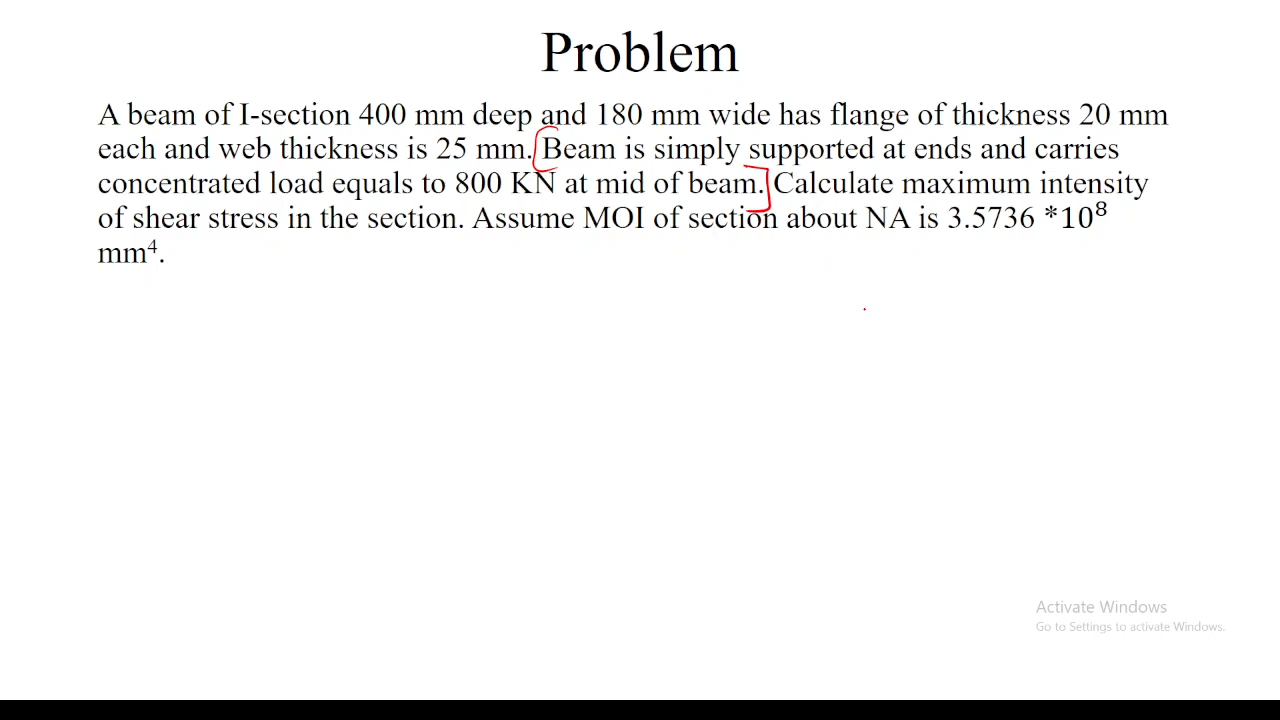 Problem
A beam of I-section 400 mm deep and 180 mm wide has flange of thickness 20 mm
each and web thickness is 25 mm. Beam is simply supported at ends and carries
concentrated load equals to 800 KN at mid of beam. Calculate maximum intensity
of shear stress in the section. Assume MOI of section about NA is 3.5736 *10⁸
mm⁴.
Activate Windows
Go to Settings to activate Windows.